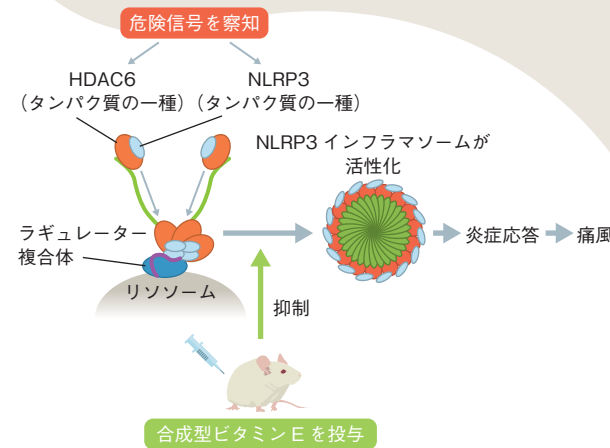 危険信号を察知
HDAC6
（タンパク質の一種）
NLRP3
（タンパク質の一種）
NLRP3 インフラマソームが
活性化
ラギュレーター
複合体
リソソーム
炎症応答
痛風
抑制
合成型ビタミン E を投与